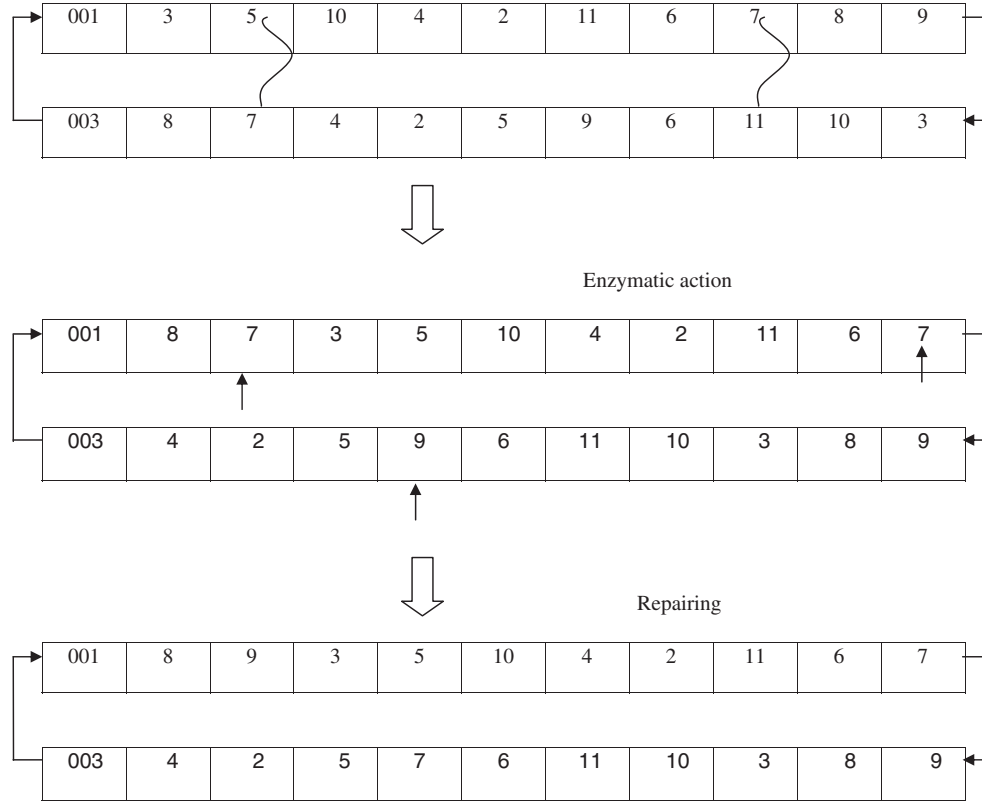 001 3 5 10 4 2 11 6 7 8 9
003 8 7 4 2 5 9 6 11 10 3
Enzymatic action
001 8 7 3 5 10 4 2 11 6 7
003 4 2 5 9 6 11 10 3 8 9
Repairing
001 8 9 3 5 10 4 2 11 6 7
003 4 2 5 7 6 11 10 3 8 9